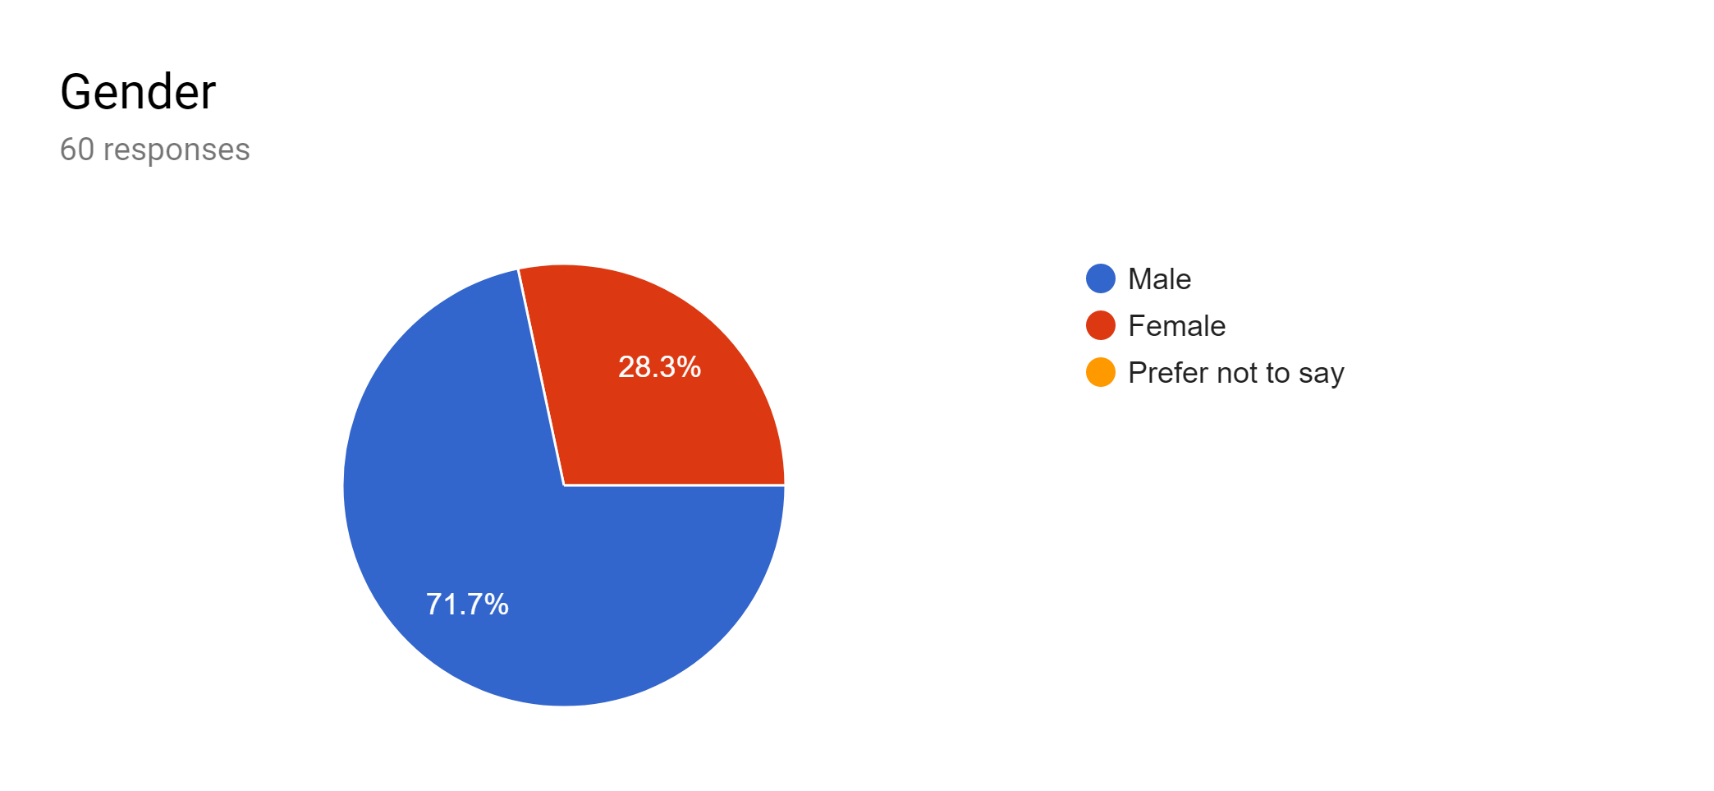 Gender
60 responses
Male
Female
Prefer not to say
28.3%
71.7%